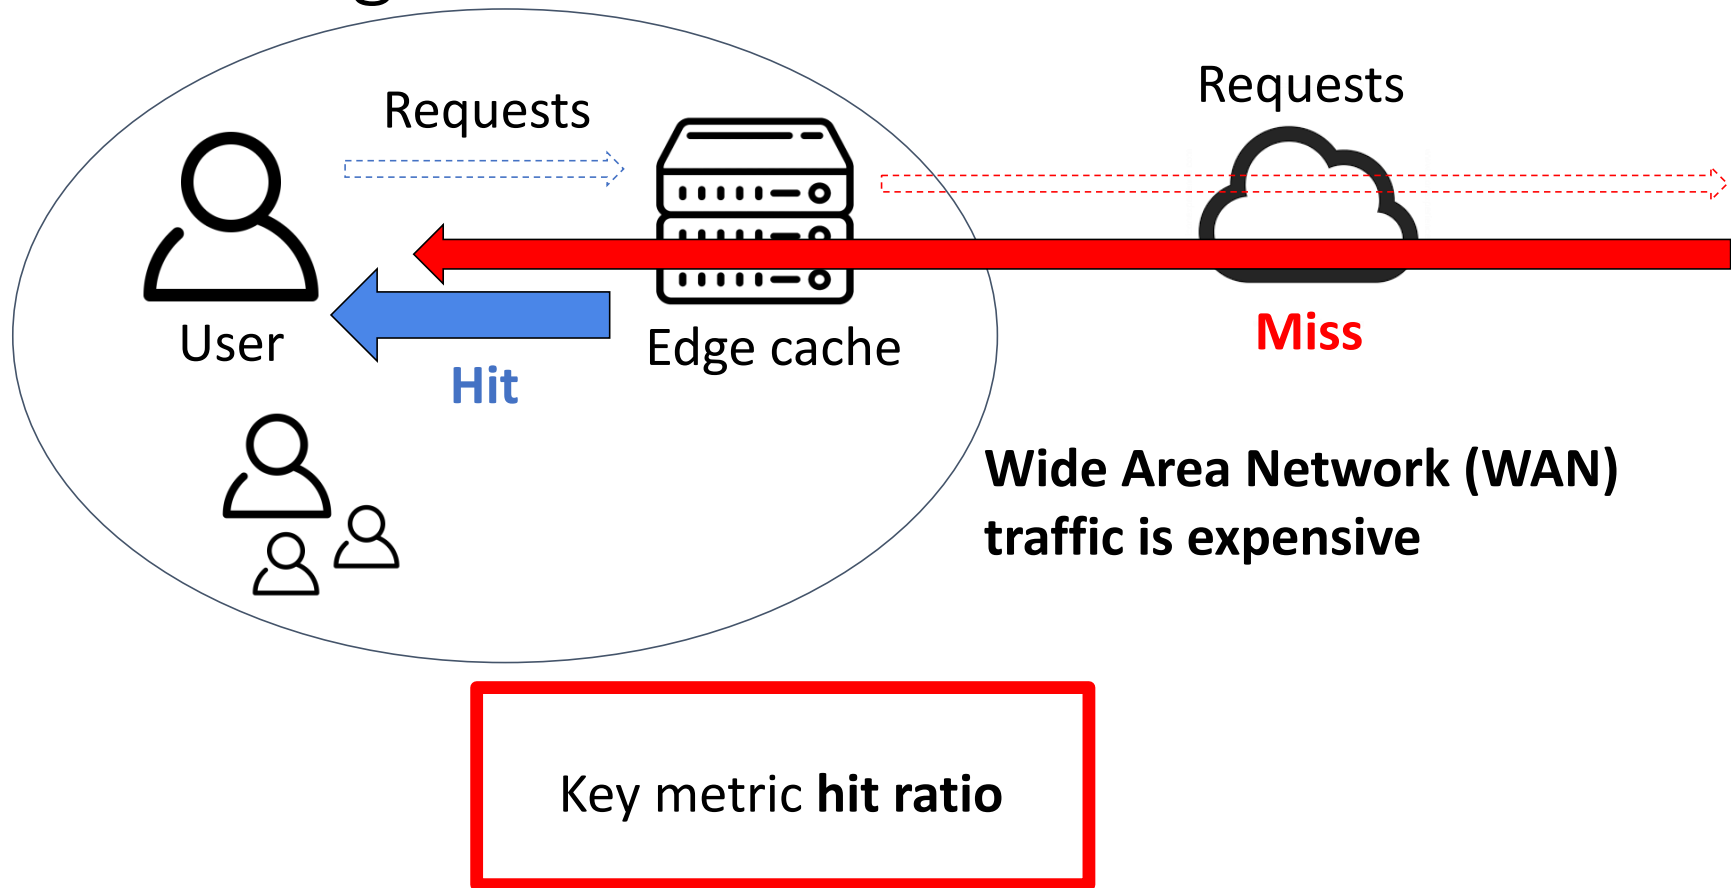 Requests
Requests
User
Edge cache
Miss
Hit
Wide Area Network (WAN)
traffic is expensive
Key metric hit ratio